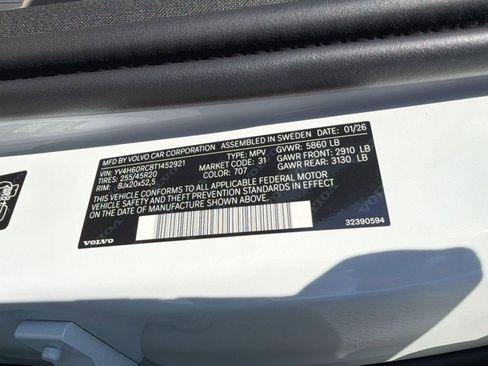 MFD BY VOLVO CAR CORPORATION ASSEMBLED IN SWEDEN DATE: 01/26
VIN: YV4H60RC8T1452921 TYPE: MPV GVWR: 5860 LB
TIRES: 255/45R20 MARKET CODE: 31 GAWR FRONT: 2910 LB
RIM: 8Jx20x52,5 COLOR: 707 GAWR REAR: 3130 LB
THIS VEHICLE CONFORMS TO ALL APPLICABLE FEDERAL MOTOR
VEHICLE SAFETY AND THEFT PREVENTION STANDARDS IN EFFECT
ON THE DATE OF MANUFACTURE SHOWN ABOVE.
VOLVO
32390594